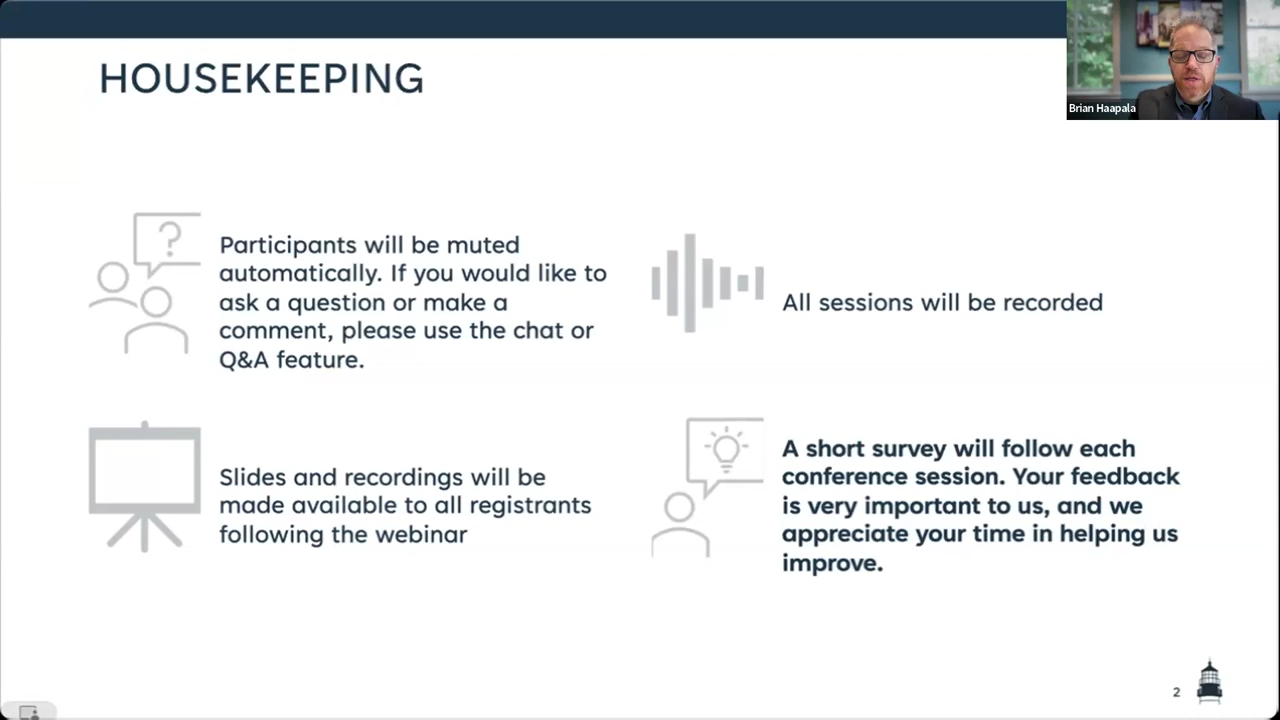 HOUSEKEEPING
Brian Haapala
?
Participants will be muted
automatically. If you would like to
ask a question or make a
comment, please use the chat or
Q&A feature.
All sessions will be recorded
Slides and recordings will be
made available to all registrants
following the webinar
A short survey will follow each
conference session. Your feedback
is very important to us, and we
appreciate your time in helping us
improve.
2